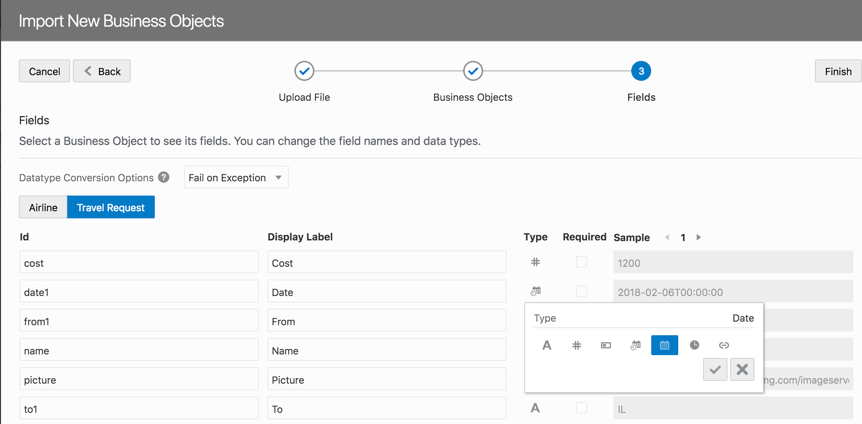 Import New Business Objects
Cancel
Back
3
Finish
Upload File
Business Objects
Fields
Fields
Select a Business Object to see its fields. You can change the field names and data types.
Datatype Conversion Options ? Fail on Exception
Airline Travel Request
Id Display Label Type Required Sample 1
cost Cost # 1200
date1 Date 2018-02-06T00:00:00
from1 From
Type Date
A #
name Name
picture Picture ng.com/imageserv
to1 To A IL